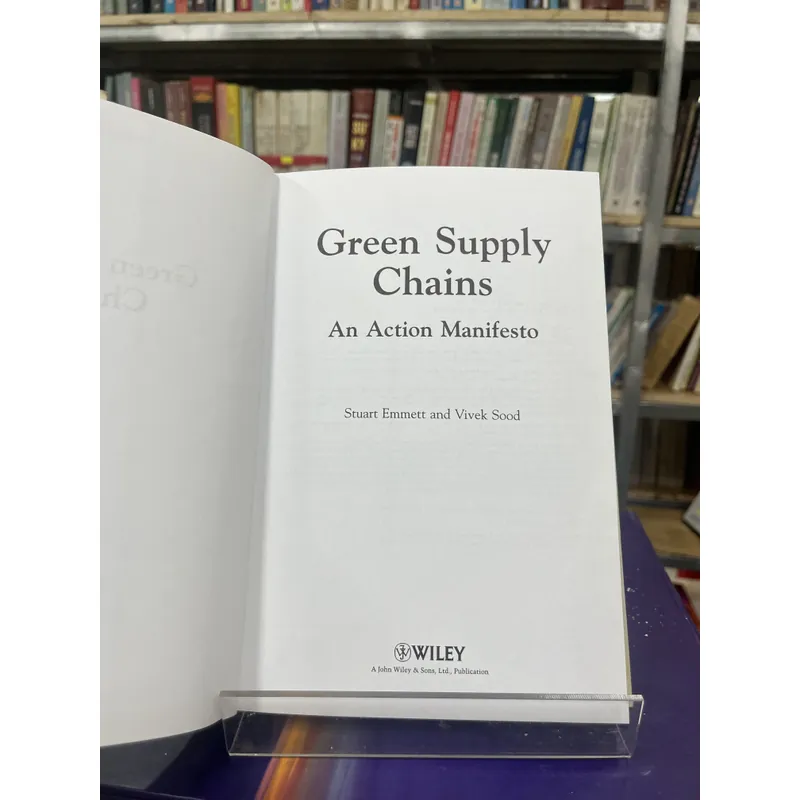 Green Supply
Chains
An Action Manifesto
Stuart Emmett and Vivek Sood
WILEY
A John Wiley & Sons, Ltd., Publication